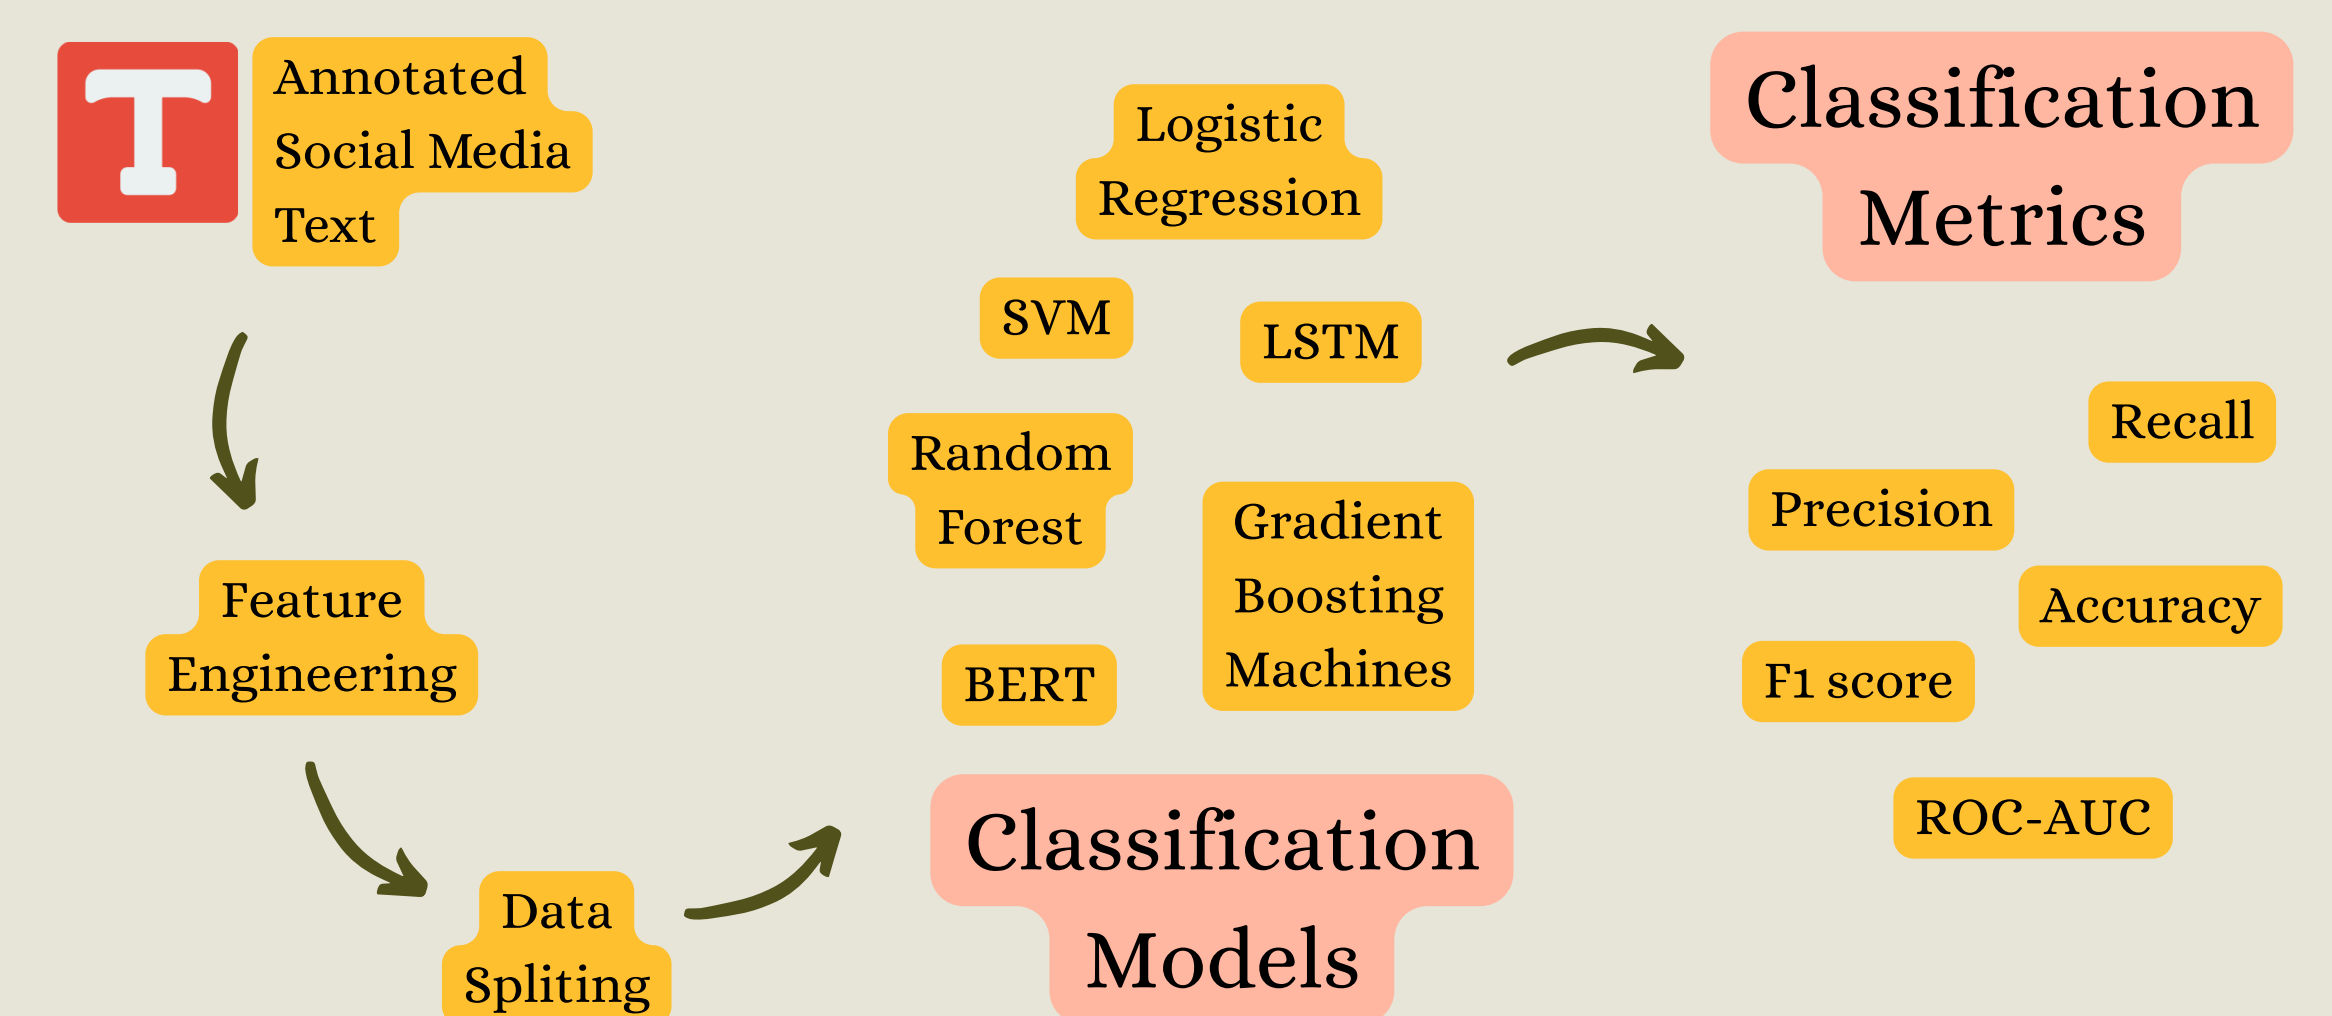 T
Annotated
Social Media
Text
Feature
Engineering
Data
Spliting
Logistic
Regression
SVM
LSTM
Random
Forest
Gradient
Boosting
Machines
BERT
Classification
Models
Classification
Metrics
Recall
Precision
Accuracy
F1 score
ROC-AUC